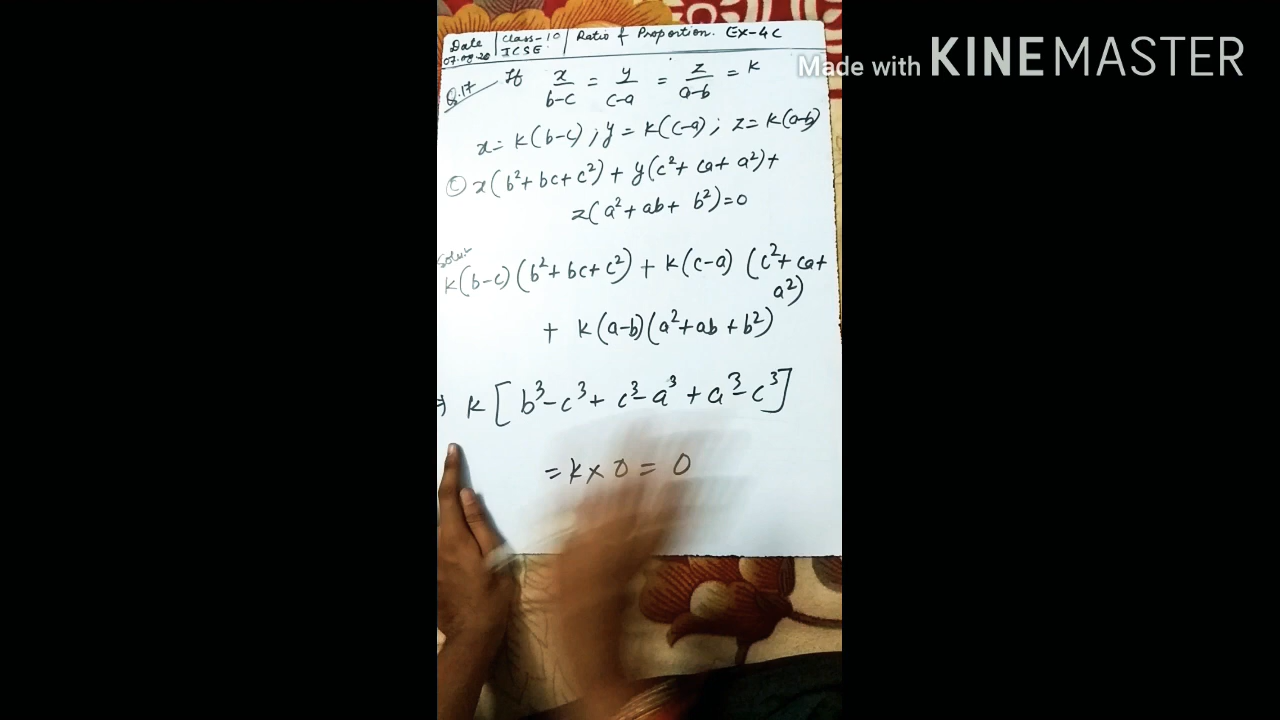 Date | Class-10 | Ratio & Proportion. EX-4C
07.09.20 | ICSE.
Made with KINEMASTER
Q.17 If x/(b-c) = y/(c-a) = z/(a-b) = k
x = k(b-c) ; y = k(c-a) ; z = k(a-b)
(C) x(b²+bc+c²) + y(c²+ca+a²)+
z(a²+ab+b²)=0
Solun
k(b-c)(b²+bc+c²) + k(c-a) (c²+ca+
a²)
+ k(a-b)(a²+ab+b²)
⇒ k[b³-c³+c³-a³+a³-c³]
= k×0 = 0